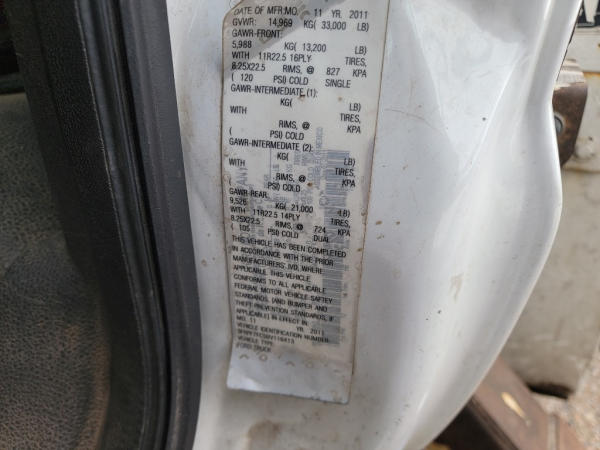 DATE OF MFR:MO. 11 YR. 2011
GVWR: 14,969 KG( 33,000 LB)
GAWR-FRONT:
5,988 KG( 13,200 LB)
WITH 11R22.5 16PLY TIRES,
8.25X22.5 RIMS, @ 827 KPA
( 120 PSI) COLD SINGLE
GAWR-INTERMEDIATE (1):
KG( LB)
WITH TIRES,
RIMS, @ KPA
( PSI) COLD
GAWR-INTERMEDIATE (2):
KG( LB)
WITH TIRES,
RIMS, @ KPA
( PSI) COLD
GAWR-REAR:
9,526 KG( 21,000 LB)
WITH 11R22.5 14PLY TIRES,
8.25X22.5 RIMS, @ 724 KPA
( 105 PSI) COLD DUAL
THIS VEHICLE HAS BEEN COMPLETED
IN ACCORDANCE WITH THE PRIOR
MANUFACTURERS' IVD, WHERE
APPLICABLE. THIS VEHICLE
CONFORMS TO ALL APPLICABLE
FEDERAL MOTOR VEHICLE SAFTEY
STANDARDS, [AND BUMPER AND
THEFT PREVENTION STANDARDS, IF
APPLICABLE] IN EFFECT IN:
MO. 11 YR. 2011
VEHICLE IDENTIFICATION NUMBER:
VEHICLE TYPE:
(FORD) TRUCK